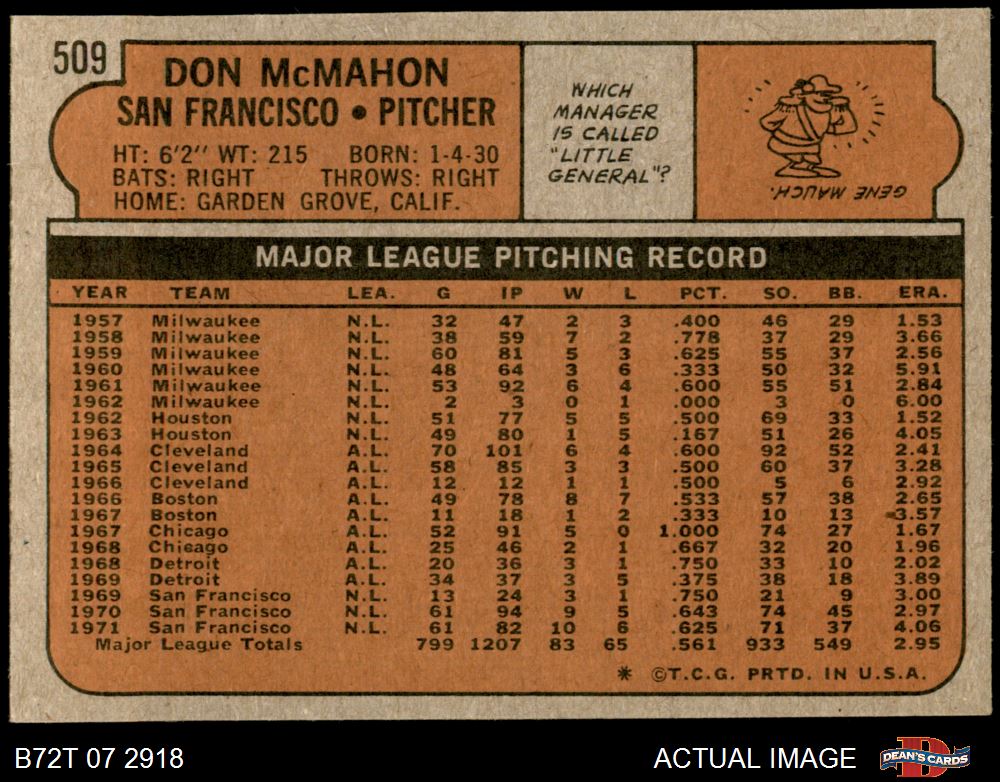 509
DON McMAHON
SAN FRANCISCO • PITCHER
HT: 6'2" WT: 215 BORN: 1-4-30
BATS: RIGHT THROWS: RIGHT
HOME: GARDEN GROVE, CALIF.
WHICH
MANAGER
IS CALLED
"LITTLE
GENERAL"?
GENE MAUCH.
MAJOR LEAGUE PITCHING RECORD
YEAR TEAM LEA. G IP W L PCT. SO. BB. ERA.
1957 Milwaukee N.L. 32 47 2 3 .400 46 29 1.53
1958 Milwaukee N.L. 38 59 7 2 .778 37 29 3.66
1959 Milwaukee N.L. 60 81 5 3 .625 55 37 2.56
1960 Milwaukee N.L. 48 64 3 6 .333 50 32 5.91
1961 Milwaukee N.L. 53 92 6 4 .600 55 51 2.84
1962 Milwaukee N.L. 2 3 0 1 .000 3 0 6.00
1962 Houston N.L. 51 77 5 5 .500 69 33 1.52
1963 Houston N.L. 49 80 1 5 .167 51 26 4.05
1964 Cleveland A.L. 70 101 6 4 .600 92 52 2.41
1965 Cleveland A.L. 58 85 3 3 .500 60 37 3.28
1966 Cleveland A.L. 12 12 1 1 .500 5 6 2.92
1966 Boston A.L. 49 78 8 7 .533 57 38 2.65
1967 Boston A.L. 11 18 1 2 .333 10 13 3.57
1967 Chicago A.L. 52 91 5 0 1.000 74 27 1.67
1968 Chicago A.L. 25 46 2 1 .667 32 20 1.96
1968 Detroit A.L. 20 36 3 1 .750 33 10 2.02
1969 Detroit A.L. 34 37 3 5 .375 38 18 3.89
1969 San Francisco N.L. 13 24 3 1 .750 21 9 3.00
1970 San Francisco N.L. 61 94 9 5 .643 74 45 2.97
1971 San Francisco N.L. 61 82 10 6 .625 71 37 4.06
Major League Totals 799 1207 83 65 .561 933 549 2.95
* ©T.C.G. PRTD. IN U.S.A.
B72T 07 2918
ACTUAL IMAGE
DEAN'S CARDS